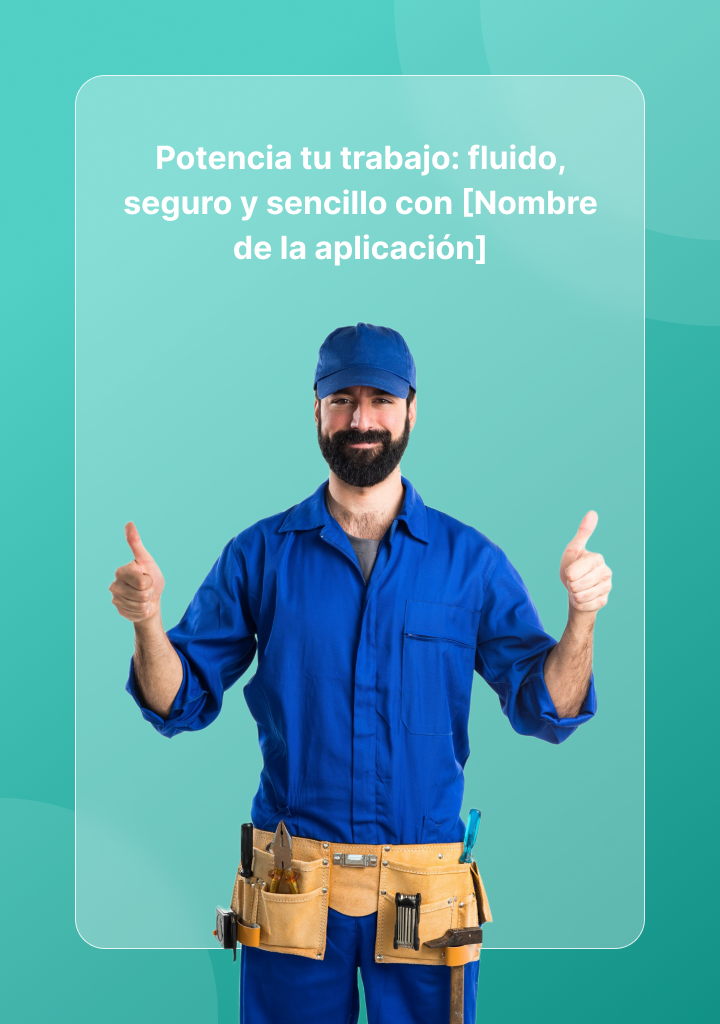 Potencia tu trabajo: fluido,
seguro y sencillo con [Nombre
de la aplicación]